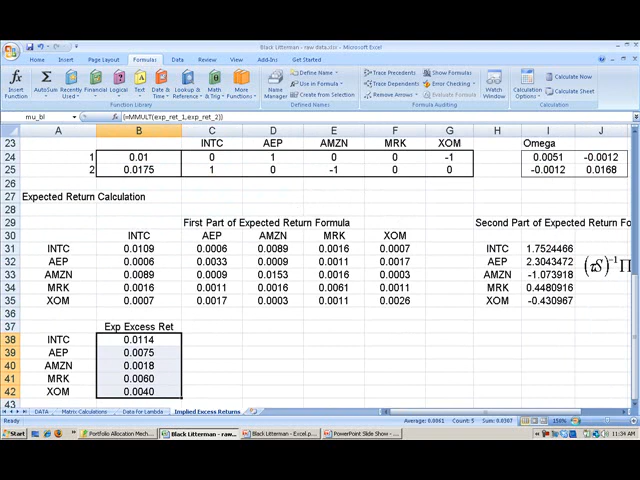 Black Litterman - raw data.xlsx - Microsoft Excel
Home Insert Page Layout Formulas Data Review View Add-Ins Get Started
Insert Function AutoSum Recently Used Financial Logical Text Date & Time Lookup & Reference Math & Trig More Functions Name Manager Define Name Use in Formula Create from Selection Trace Precedents Trace Dependents Remove Arrows Show Formulas Error Checking Evaluate Formula Watch Window Calculation Options Calculate Now Calculate Sheet
Function Library Defined Names Formula Auditing Calculation
mu_bl {=MMULT(exp_ret_1,exp_ret_2)}
A B C D E F G H I J
23 INTC AEP AMZN MRK XOM Omega
24 1 0.01 0 1 0 0 -1 0.0051 -0.0012
25 2 0.0175 1 0 -1 0 0 -0.0012 0.0168
26
27 Expected Return Calculation
28
29 First Part of Expected Return Formula Second Part of Expected Return Fo
30 INTC AEP AMZN MRK XOM
31 INTC 0.0109 0.0006 0.0089 0.0016 0.0007 INTC 1.7524466
32 AEP 0.0006 0.0033 0.0009 0.0011 0.0017 AEP 2.3043472 (τS)⁻¹Π
33 AMZN 0.0089 0.0009 0.0153 0.0016 0.0003 AMZN -1.073918
34 MRK 0.0016 0.0011 0.0016 0.0061 0.0011 MRK 0.4480916
35 XOM 0.0007 0.0017 0.0003 0.0011 0.0026 XOM -0.430967
36
37 Exp Excess Ret
38 INTC 0.0114
39 AEP 0.0075
40 AMZN 0.0018
41 MRK 0.0060
42 XOM 0.0040
43
DATA Matrix Calculations Data for Lambda Implied Excess Returns
Average: 0.0061 Count: 5 Sum: 0.0307 150%
Start Portfolio Allocation Mech... Black Litterman - raw... Black Litterman - Excel.p... PowerPoint Slide Show -... 11:34 AM